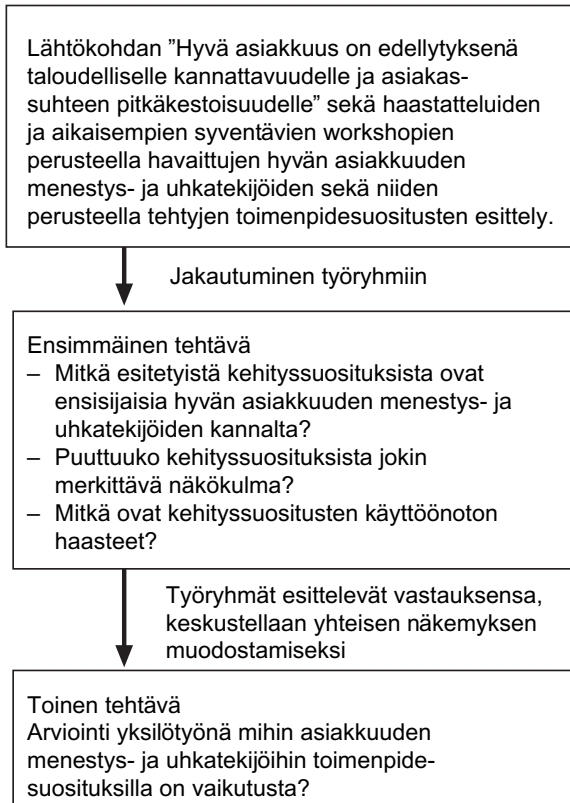 Lähtökohdan ”Hyvä asiakkuus on edellytyksenä
taloudelliselle kannattavuudelle ja asiakas-
suhteen pitkäkestoisuudelle” sekä haastatteluiden
ja aikaisempien syventävien workshopien
perusteella havaittujen hyvän asiakkuuden
menestys- ja uhkatekijöiden sekä niiden
perusteella tehtyjen toimenpidesuositusten esittely.
Jakautuminen työryhmiin
Ensimmäinen tehtävä
– Mitkä esitetyistä kehityssuosituksista ovat
ensisijaisia hyvän asiakkuuden menestys- ja
uhkatekijöiden kannalta?
– Puuttuuko kehityssuosituksista jokin
merkittävä näkökulma?
– Mitkä ovat kehityssuositusten käyttöönoton
haasteet?
Työryhmät esittelevät vastauksensa,
keskustellaan yhteisen näkemyksen
muodostamiseksi
Toinen tehtävä
Arviointi yksilötyönä mihin asiakkuuden
menestys- ja uhkatekijöihin toimenpide-
suosituksilla on vaikutusta?